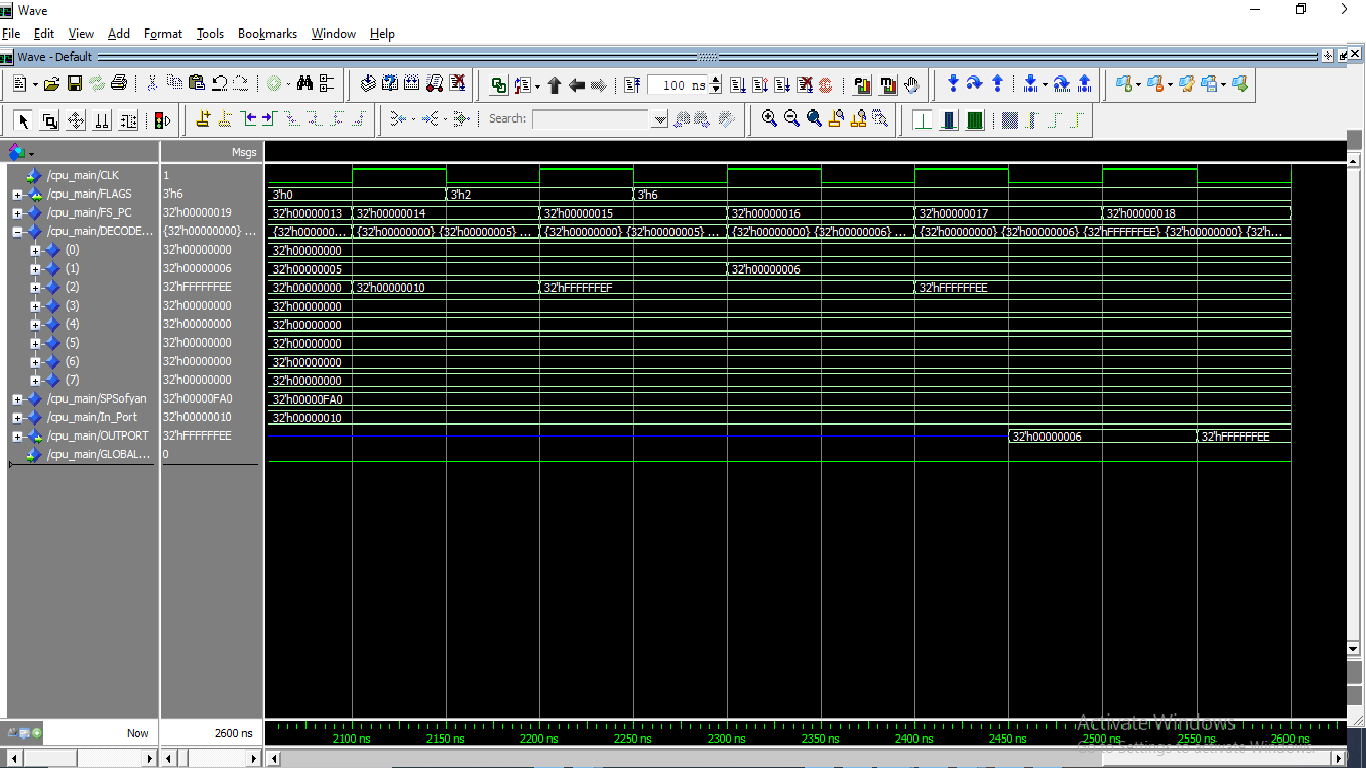 Wave
File Edit View Add Format Tools Bookmarks Window Help
Wave - Default
100 ns
Search:
Msgs
/cpu_main/CLK 1
/cpu_main/FLAGS 3'h6 3'h0 3'h2 3'h6
/cpu_main/FS_PC 32'h00000019 32'h00000013 32'h00000014 32'h00000015 32'h00000016 32'h00000017 32'h00000018
/cpu_main/DECODE... {32'h00000000} ... {32'h000000... {32'h00000000} {32'h00000005} ... {32'h00000000} {32'h00000005} ... {32'h00000000} {32'h00000006} ... {32'h00000000} {32'h00000006} {32'hFFFFFFEE} {32'h00000000} {32'h...
(0) 32'h00000000 32'h00000000
(1) 32'h00000006 32'h00000005 32'h00000006
(2) 32'hFFFFFFEE 32'h00000000 32'h00000010 32'hFFFFFFEF 32'hFFFFFFEE
(3) 32'h00000000 32'h00000000
(4) 32'h00000000 32'h00000000
(5) 32'h00000000 32'h00000000
(6) 32'h00000000 32'h00000000
(7) 32'h00000000 32'h00000000
/cpu_main/SPSofyan 32'h00000FA0 32'h00000FA0
/cpu_main/In_Port 32'h00000010 32'h00000010
/cpu_main/OUTPORT 32'hFFFFFFEE 32'h00000006 32'hFFFFFFEE
/cpu_main/GLOBAL... 0
Activate Windows
Now 2600 ns 2100 ns 2150 ns 2200 ns 2250 ns 2300 ns 2350 ns 2400 ns 2450 ns 2500 ns 2550 ns 2600 ns
Go to Settings to activate Windows.